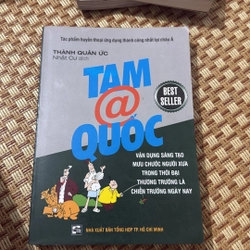 Tác phẩm huyền thoại ứng dụng thành công nhất tại châu Á
THÀNH QUÂN ỨC
Nhất Cư dịch
TAM
@
QUỐC
BEST
SELLER
VẬN DỤNG SÁNG TẠO
MƯU CHƯỚC NGƯỜI XƯA
TRONG THỜI ĐẠI
THƯƠNG TRƯỜNG LÀ
CHIẾN TRƯỜNG NGÀY NAY
NHÀ XUẤT BẢN TỔNG HỢP TP. HỒ CHÍ MINH